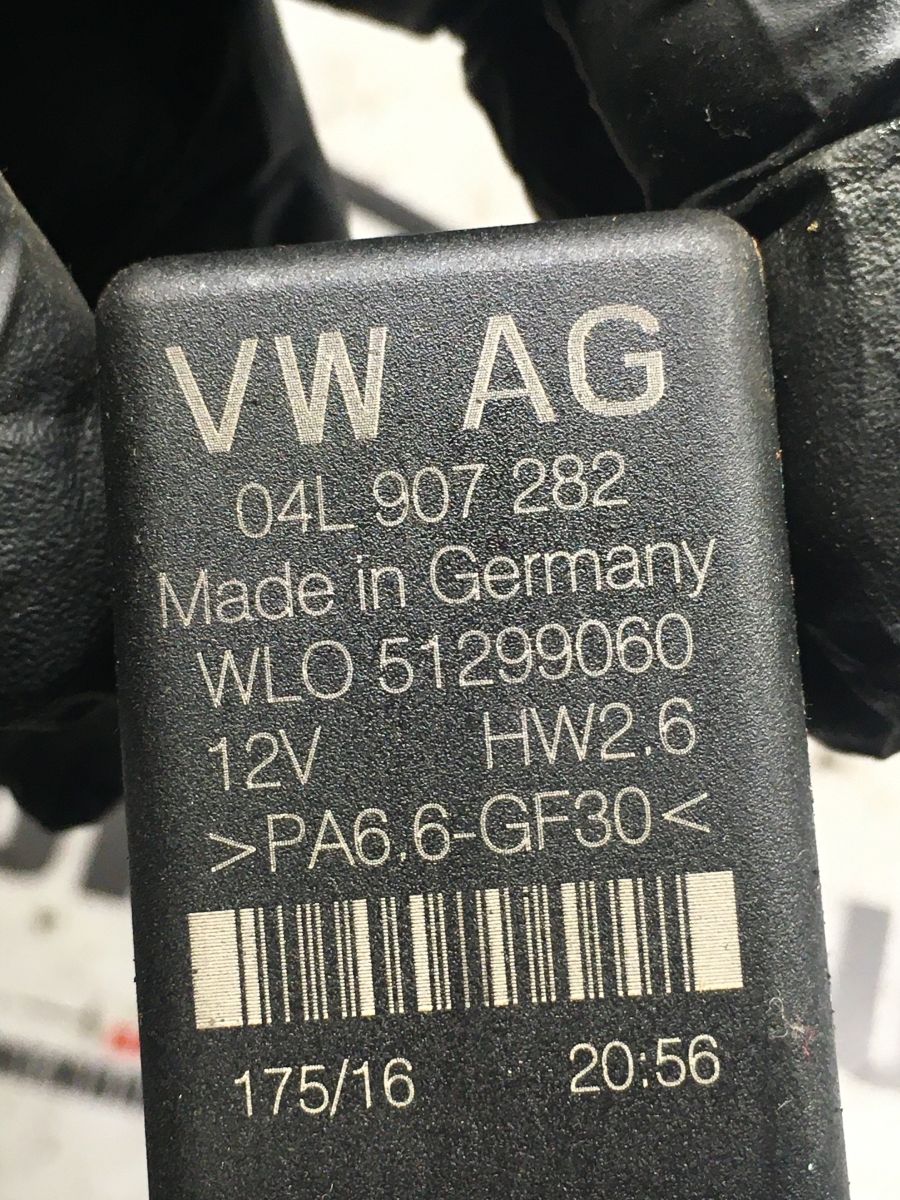 VW AG
04L 907 282
Made in Germany
WLO 51299060
12V HW2.6
>PA6.6-GF30<
175/16 20:56